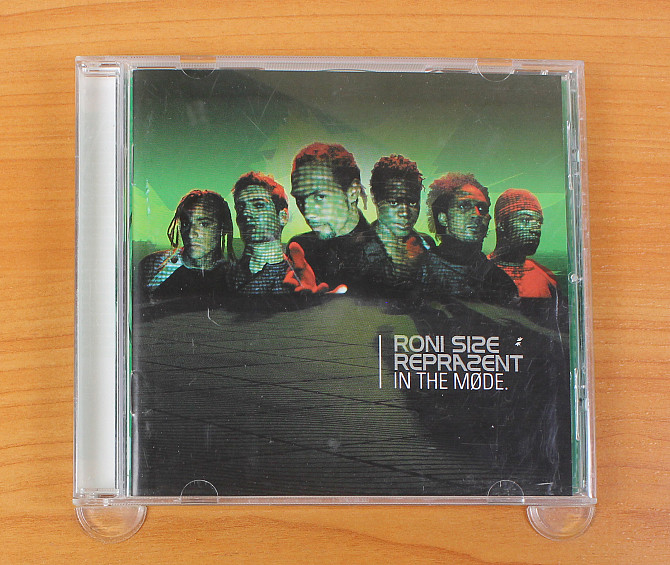 RONI SIZE
REPRAZENT
IN THE MØDE.